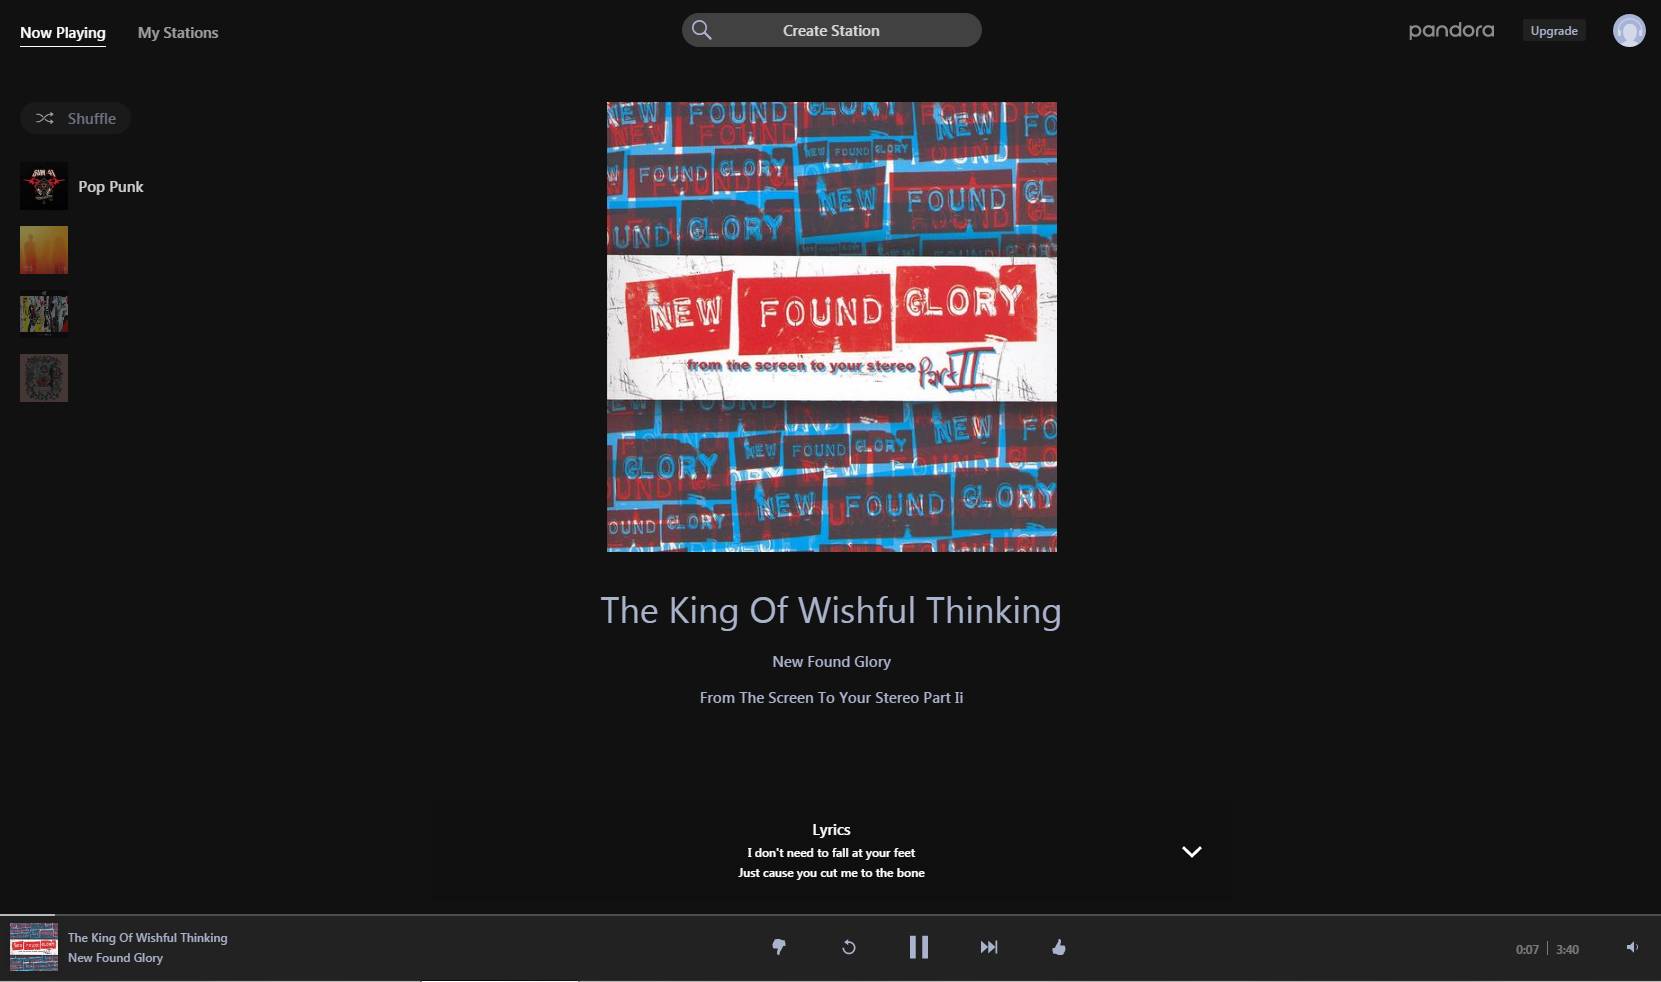 Now Playing
My Stations
Create Station
pandora
Upgrade
Shuffle
Pop Punk
NEW FOUND GLORY
from the screen to your stereo Part II
The King Of Wishful Thinking
New Found Glory
From The Screen To Your Stereo Part Ii
Lyrics
I don't need to fall at your feet
Just cause you cut me to the bone
The King Of Wishful Thinking
New Found Glory
0:07 | 3:40